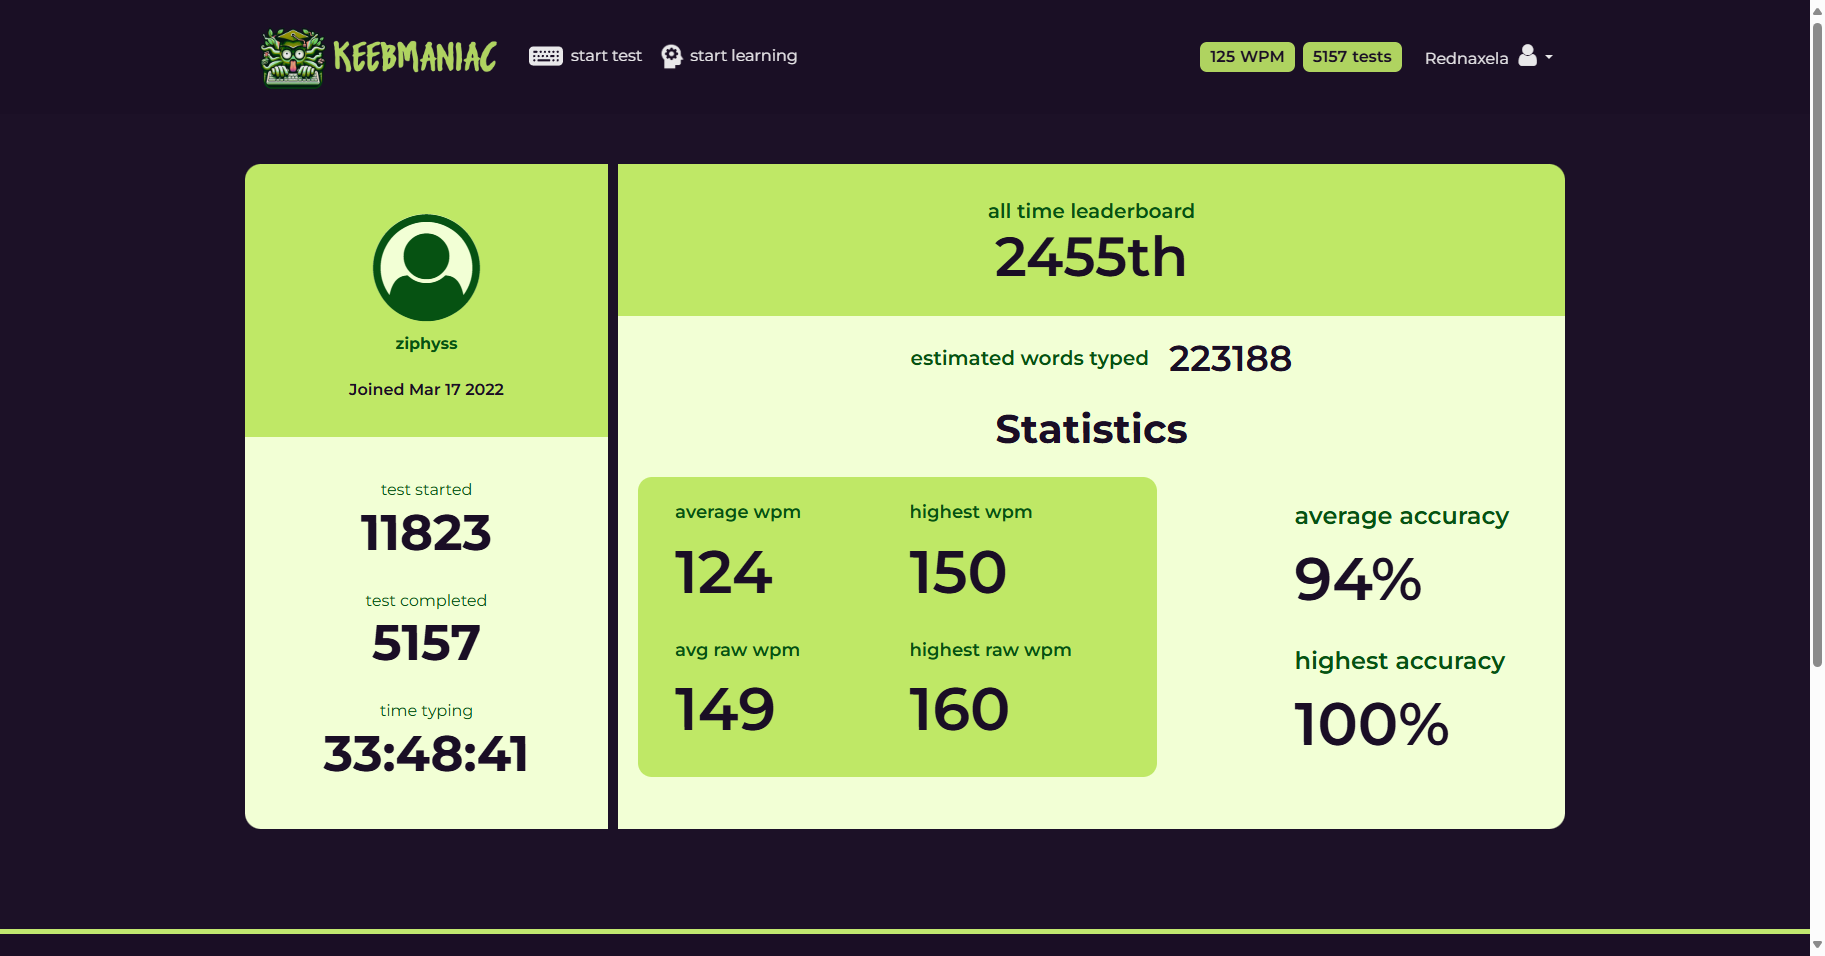 KEEBMANIAC
start test
start learning
125 WPM
5157 tests
Rednaxela
ziphyss
Joined Mar 17 2022
test started
11823
test completed
5157
time typing
33:48:41
all time leaderboard
2455th
estimated words typed 223188
Statistics
average wpm
124
highest wpm
150
avg raw wpm
149
highest raw wpm
160
average accuracy
94%
highest accuracy
100%